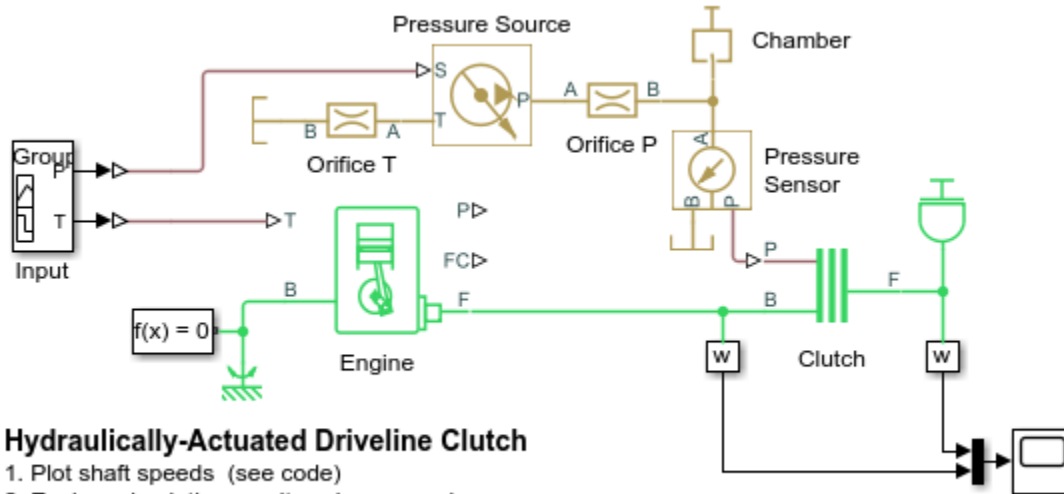 Pressure Source
Chamber
S
P
T
A
B
B
A
Orifice T
Orifice P
A
Pressure
Sensor
B
P
Group
P
T
Input
T
P
FC
P
F
B
F
B
f(x) = 0
Engine
w
Clutch
w
Hydraulically-Actuated Driveline Clutch
1. Plot shaft speeds (see code)